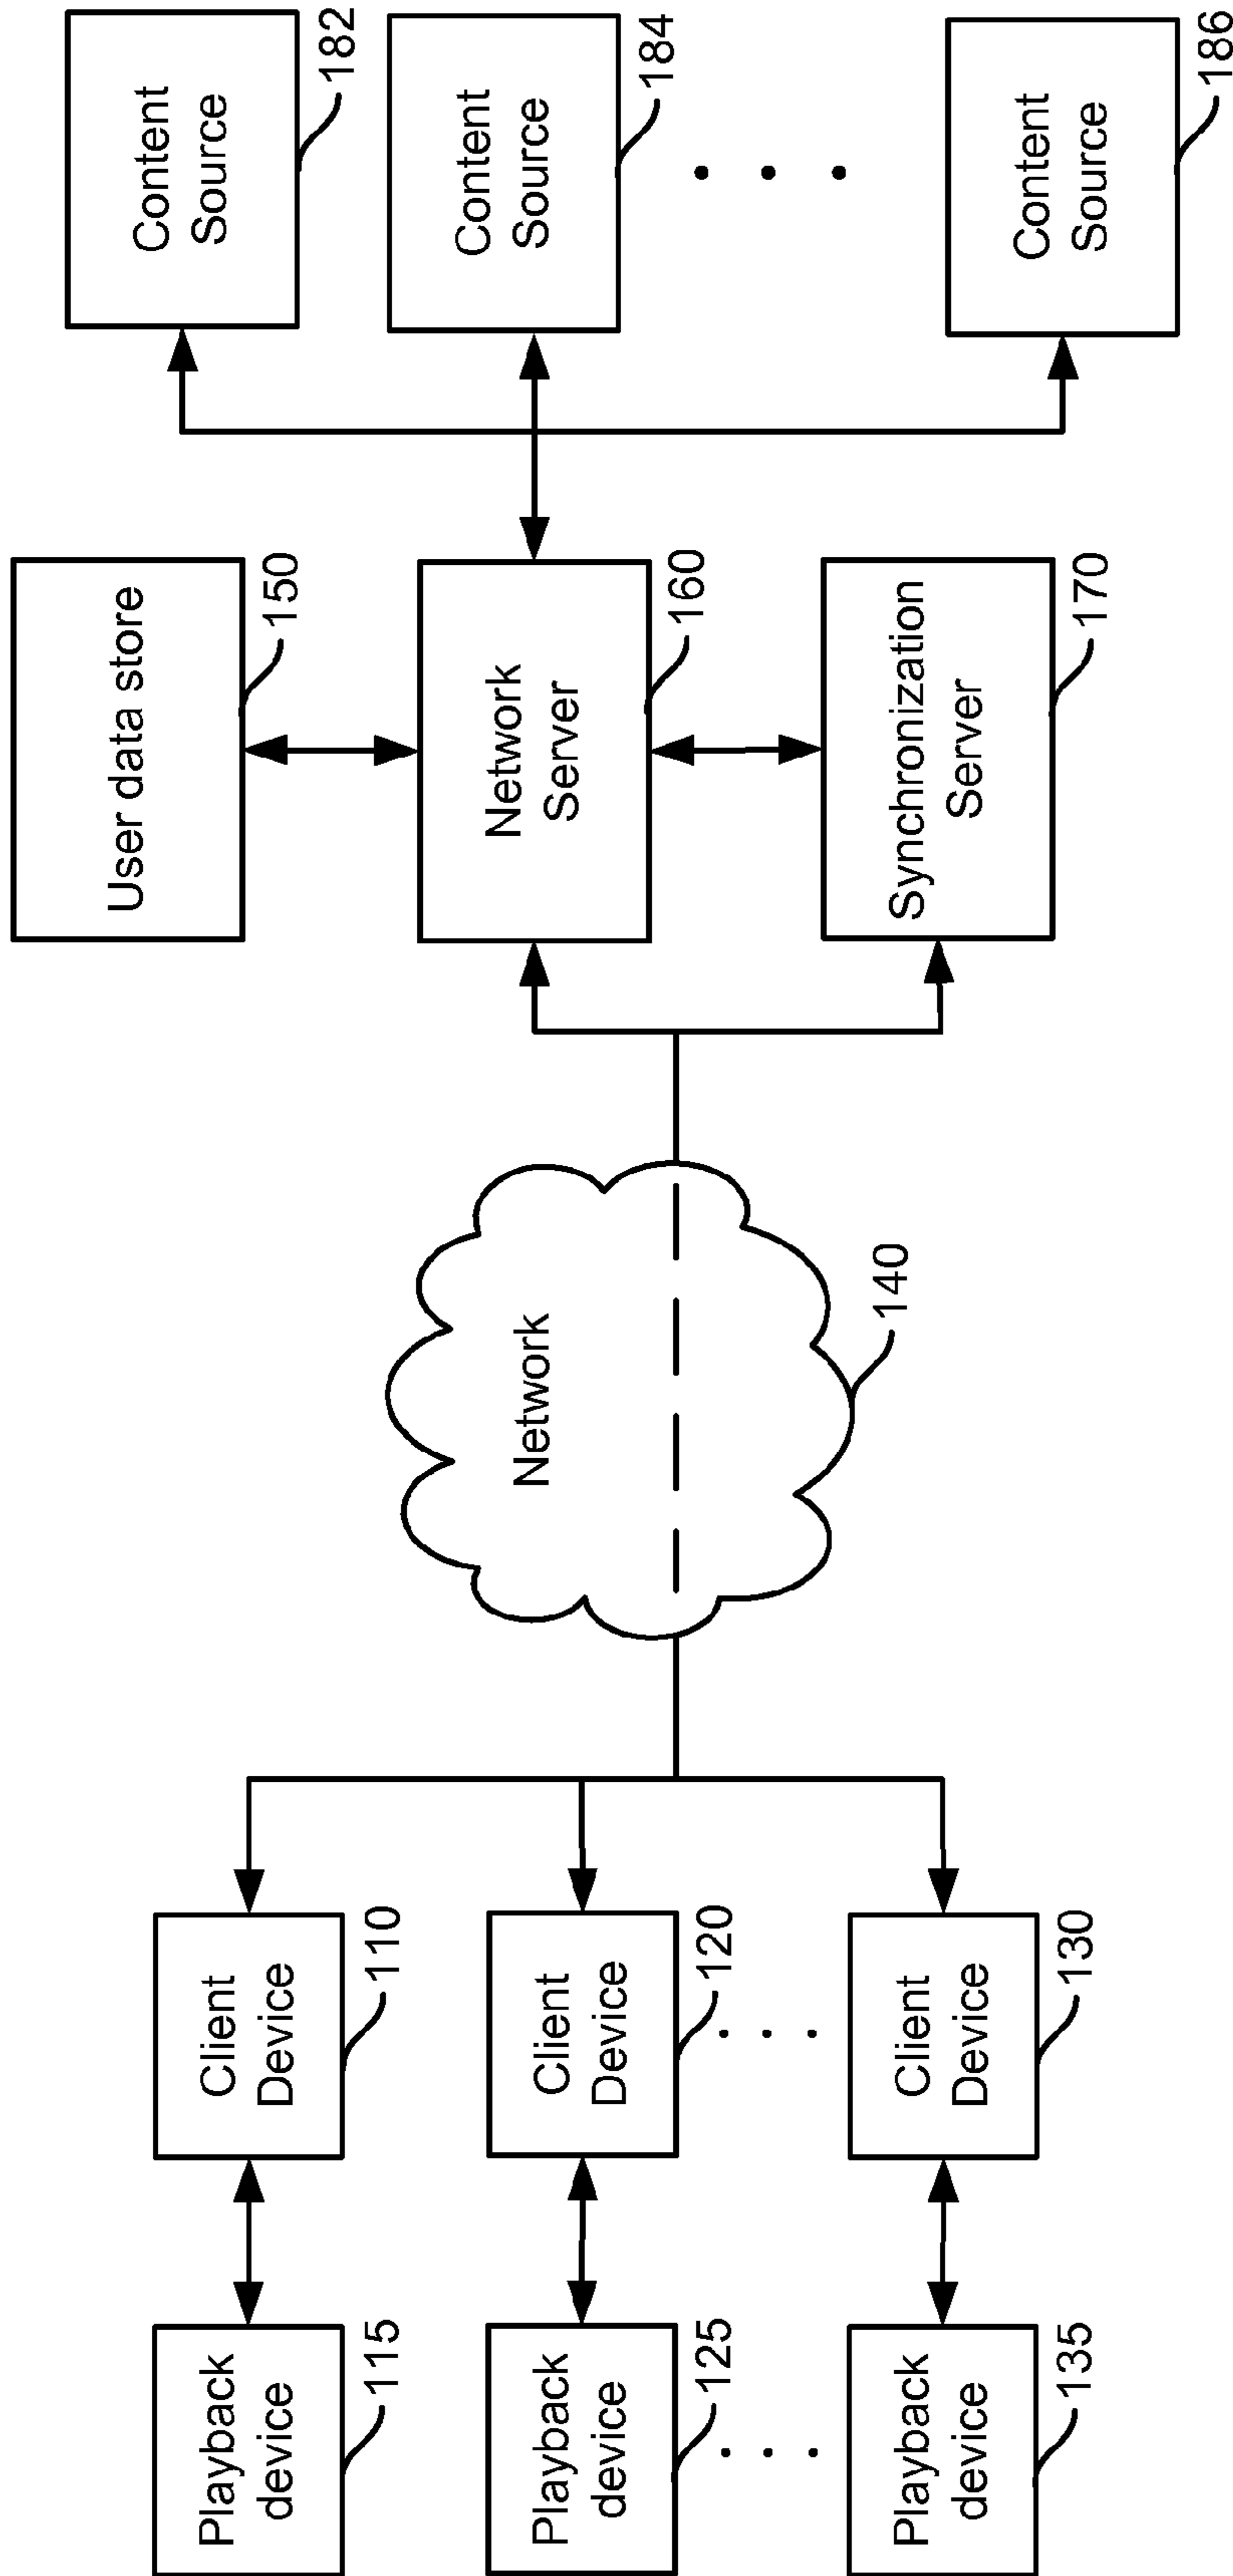 Playback
device
115
Playback
device
125
Playback
device
135
Client
Device
110
Client
Device
120
Client
Device
130
Network
140
User data store
150
Network
Server
160
Synchronization
Server
170
Content
Source
182
Content
Source
184
Content
Source
186